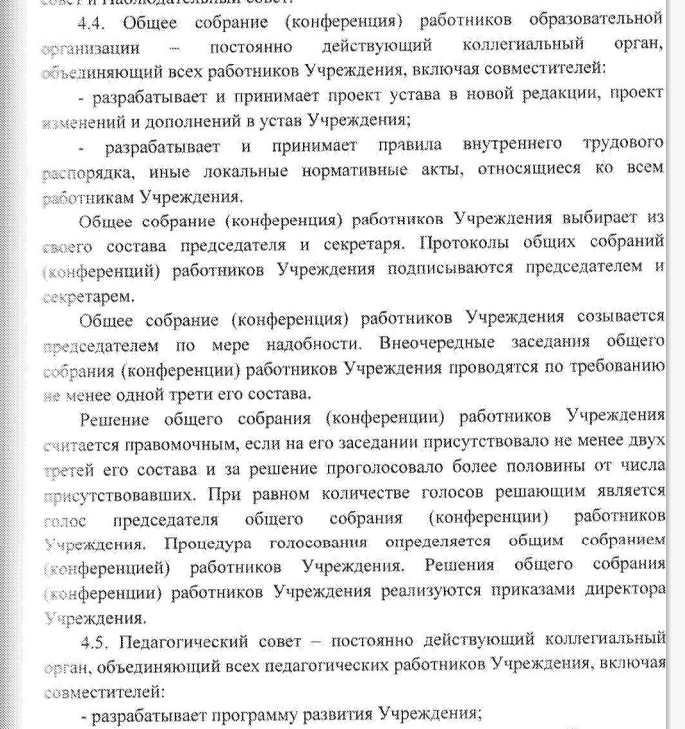 совет и Наблюдательный совет.
4.4. Общее собрание (конференция) работников образовательной
организации – постоянно действующий коллегиальный орган,
объединяющий всех работников Учреждения, включая совместителей:
- разрабатывает и принимает проект устава в новой редакции, проект
изменений и дополнений в устав Учреждения;
- разрабатывает и принимает правила внутреннего трудового
распорядка, иные локальные нормативные акты, относящиеся ко всем
работникам Учреждения.
Общее собрание (конференция) работников Учреждения выбирает из
своего состава председателя и секретаря. Протоколы общих собраний
(конференций) работников Учреждения подписываются председателем и
секретарем.
Общее собрание (конференция) работников Учреждения созывается
председателем по мере надобности. Внеочередные заседания общего
собрания (конференции) работников Учреждения проводятся по требованию
не менее одной трети его состава.
Решение общего собрания (конференции) работников Учреждения
считается правомочным, если на его заседании присутствовало не менее двух
третей его состава и за решение проголосовало более половины от числа
присутствовавших. При равном количестве голосов решающим является
голос председателя общего собрания (конференции) работников
Учреждения. Процедура голосования определяется общим собранием
(конференцией) работников Учреждения. Решения общего собрания
(конференции) работников Учреждения реализуются приказами директора
Учреждения.
4.5. Педагогический совет – постоянно действующий коллегиальный
орган, объединяющий всех педагогических работников Учреждения, включая
совместителей:
- разрабатывает программу развития Учреждения;